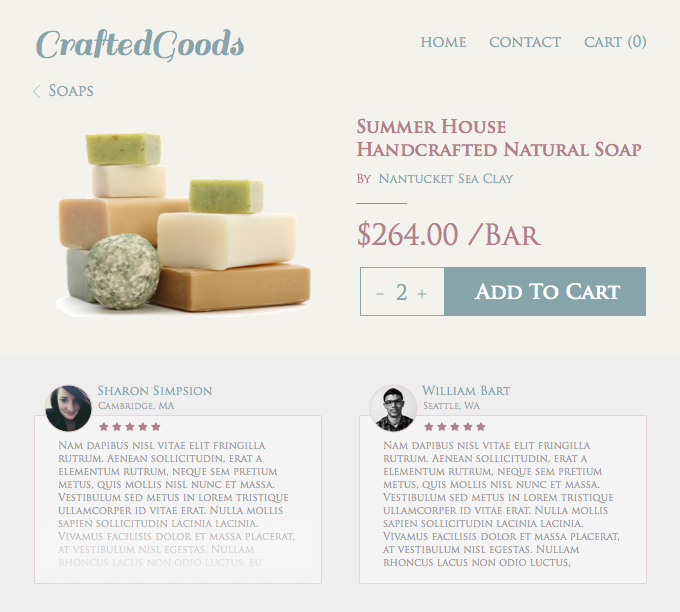 CraftedGoods
HOME CONTACT CART (0)
< SOAPS
SUMMER HOUSE
HANDCRAFTED NATURAL SOAP
BY NANTUCKET SEA CLAY
$264.00 /BAR
- 2 + ADD TO CART
SHARON SIMPSION
CAMBRIDGE, MA
NAM DAPIBUS NISL VITAE ELIT FRINGILLA
RUTRUM. AENEAN SOLLICITUDIN, ERAT A
ELEMENTUM RUTRUM, NEQUE SEM PRETIUM
METUS, QUIS MOLLIS NISL NUNC ET MASSA.
VESTIBULUM SED METUS IN LOREM TRISTIQUE
ULLAMCORPER ID VITAE ERAT. NULLA MOLLIS
SAPIEN SOLLICITUDIN LACINIA LACINIA.
VIVAMUS FACILISIS DOLOR ET MASSA PLACERAT,
AT VESTIBULUM NISL EGESTAS. NULLAM
RHONCUS LACUS NON ODIO LUCTUS, EU
WILLIAM BART
SEATTLE, WA
NAM DAPIBUS NISL VITAE ELIT FRINGILLA
RUTRUM. AENEAN SOLLICITUDIN, ERAT A
ELEMENTUM RUTRUM, NEQUE SEM PRETIUM
METUS, QUIS MOLLIS NISL NUNC ET MASSA.
VESTIBULUM SED METUS IN LOREM TRISTIQUE
ULLAMCORPER ID VITAE ERAT. NULLA MOLLIS
SAPIEN SOLLICITUDIN LACINIA LACINIA.
VIVAMUS FACILISIS DOLOR ET MASSA PLACERAT,
AT VESTIBULUM NISL EGESTAS. NULLAM
RHONCUS LACUS NON ODIO LUCTUS,